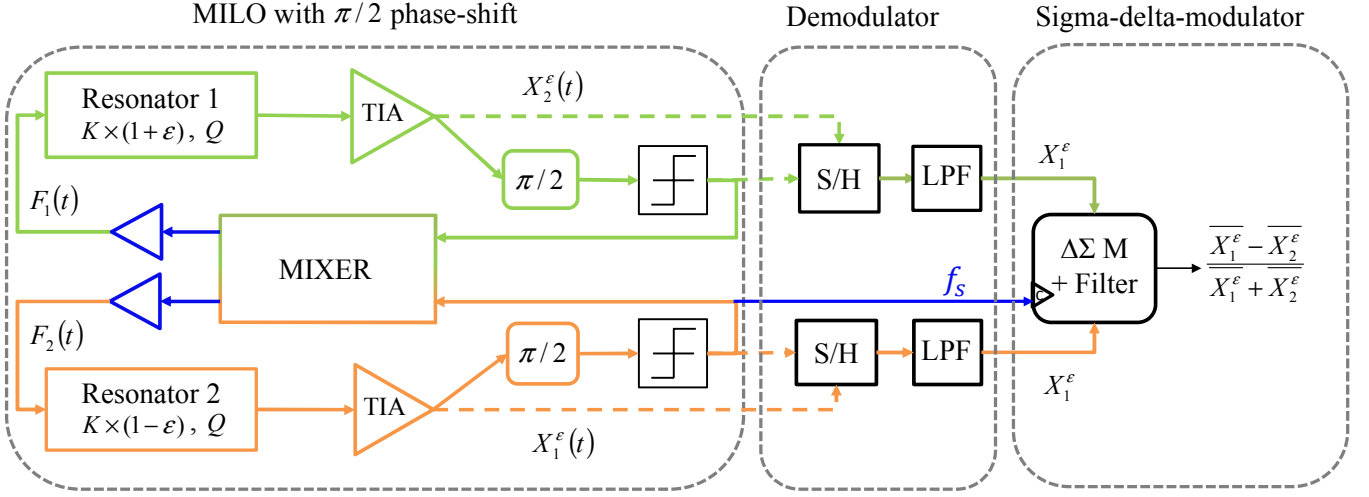 MILO with π/2 phase-shift
Demodulator
Sigma-delta-modulator
Resonator 1
K×(1+ε), Q
TIA
X₂^ε(t)
π/2
S/H
LPF
X₁^ε
F₁(t)
MIXER
ΔΣ M
+ Filter
C
f_s
(X̅₁^ε − X̅₂^ε)/(X̅₁^ε + X̅₂^ε)
F₂(t)
Resonator 2
K×(1−ε), Q
TIA
X₁^ε(t)
π/2
S/H
LPF
X₁^ε